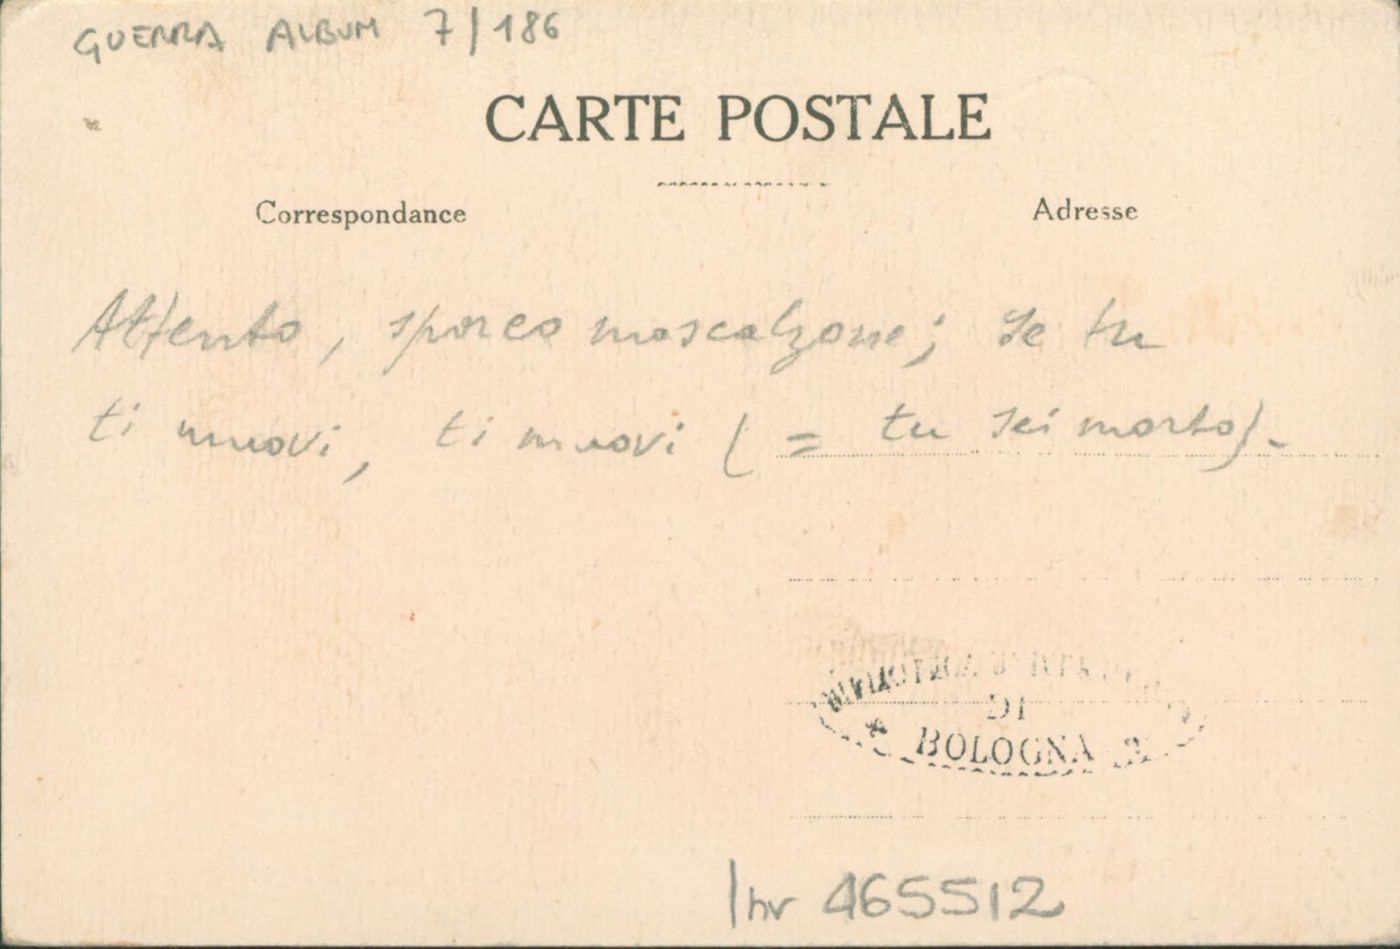 GUERRA ALBUM 7/186
CARTE POSTALE
Correspondance
Adresse
Attento, sporco mascalzone; se tu
ti muovi, ti muovi (= tu sei morto).
DI
BOLOGNA
Inv 465512